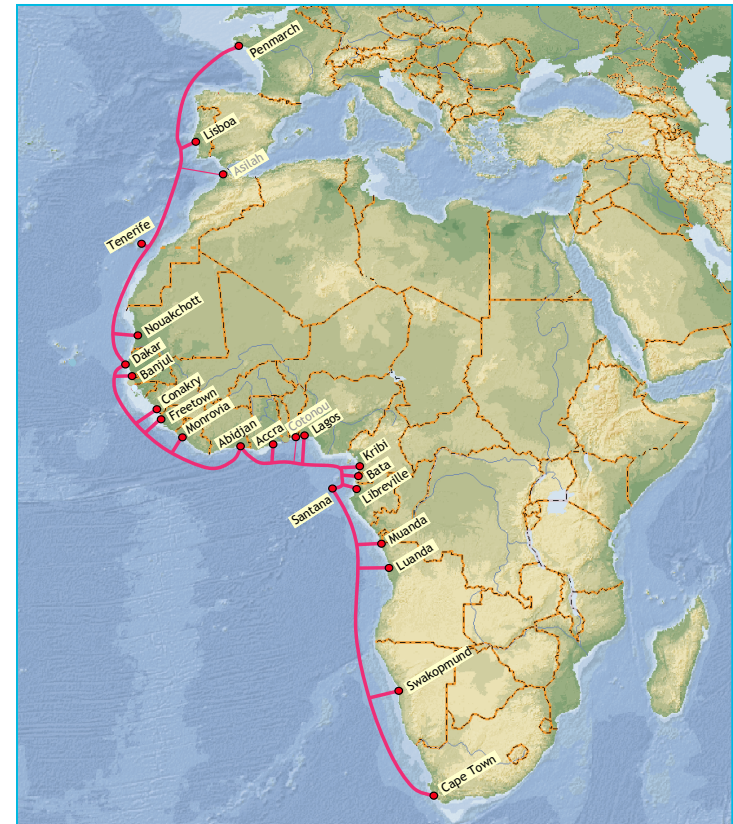 Penmarch
Lisboa
Asilah
Tenerife
Nouakchott
Dakar
Banjul
Conakry
Freetown
Monrovia
Abidjan
Accra
Cotonou
Lagos
Kribi
Bata
Libreville
Santana
Muanda
Luanda
Swakopmund
Cape Town